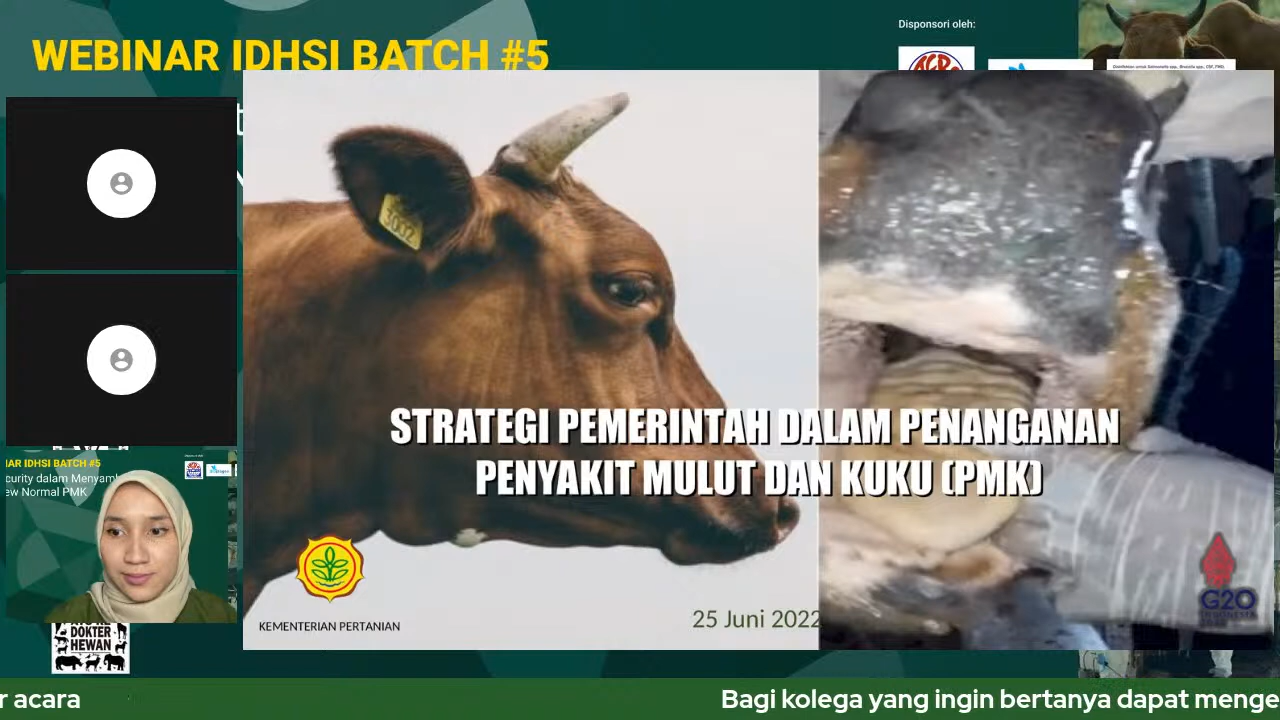 WEBINAR IDHSI BATCH #5
Disponsori oleh:
3002
STRATEGI PEMERINTAH DALAM PENANGANAN
PENYAKIT MULUT DAN KUKU (PMK)
KEMENTERIAN PERTANIAN
25 Juni 2022
G20
INDONESIA
IAR IDHSI BATCH #5
curity dalam Menyam
ew Normal PMK
DOKTER
HEWAN
r acara
Bagi kolega yang ingin bertanya dapat menge